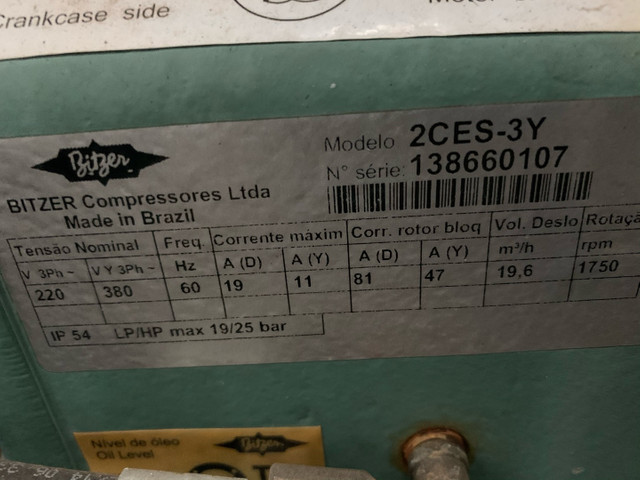 Crankcase side
Bitzer
BITZER Compressores Ltda
Made in Brazil
Modelo 2CES-3Y
N° série: 138660107
Tensão Nominal Freq. Corrente máxim Corr. rotor bloq Vol. Deslo Rotaçã
V 3Ph ~ VY 3Ph ~ Hz A (D) A (Y) A (D) A (Y) m³/h rpm
220 380 60 19 11 81 47 19,6 1750
IP 54 LP/HP max 19/25 bar
Nível de óleo
Oil Level
Bitzer